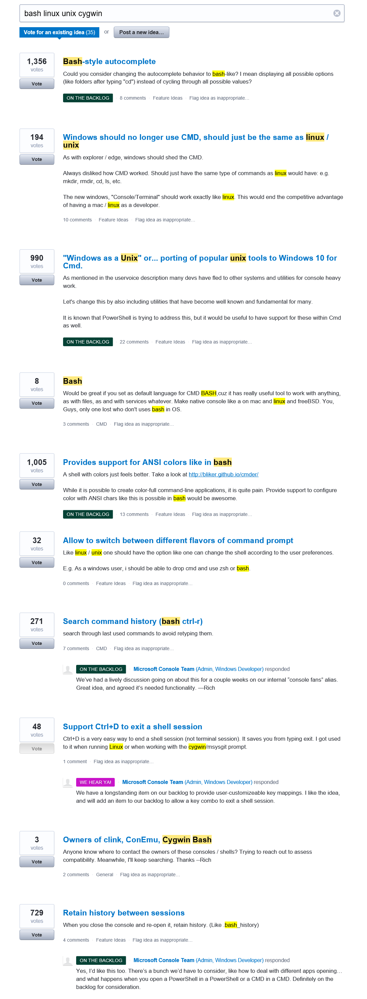 bash linux unix cygwin
Vote for an existing idea (35) or Post a new idea…
1,356
votes
Vote
Bash-style autocomplete
Could you consider changing the autocomplete behavior to bash-like? I mean displaying all possible options
(like folders after typing "cd") instead of cycling through all possible values?
ON THE BACKLOG · 8 comments · Feature Ideas · Flag idea as inappropriate…
194
votes
Vote
Windows should no longer use CMD, should just be the same as linux /
unix
As with explorer / edge, windows should shed the CMD.
Always disliked how CMD worked. Should just have the same type of commands as linux would have: e.g.
mkdir, rmdir, cd, ls, etc.
The new windows, "Console/Terminal" should work exactly like linux. This would end the competitive advantage
of having a mac / linux as a developer.
10 comments · Feature Ideas · Flag idea as inappropriate…
990
votes
Vote
"Windows as a Unix" or... porting of popular unix tools to Windows 10 for
Cmd.
As mentioned in the uservoice description many devs have fled to other systems and utilities for console heavy
work.
Let's change this by also including utilities that have become well known and fundamental for many.
It is known that PowerShell is trying to address this, but it would be useful to have support for these within Cmd
as well.
ON THE BACKLOG · 22 comments · Feature Ideas · Flag idea as inappropriate…
8
votes
Vote
Bash
Would be great if you set as default language for CMD BASH,cuz it has really useful tool to work with anything,
as with files, as and with services whatever. Make native console like a on mac and linux and freeBSD. You,
Guys, only one lost who don't uses bash in OS.
3 comments · CMD · Flag idea as inappropriate…
1,005
votes
Vote
Provides support for ANSI colors like in bash
A shell with colors just feels better. Take a look at http://bliker.github.io/cmder/
While it is possible to create color-full command-line applications, it is quite pain. Provide support to configure
color with ANSI chars like this is possible in bash would be awesome.
ON THE BACKLOG · 13 comments · Feature Ideas · Flag idea as inappropriate…
32
votes
Vote
Allow to switch between different flavors of command prompt
Like linux / unix one should have the option like one can change the shell according to the user preferences.
E.g. As a windows user, i should be able to drop cmd and use zsh or bash.
0 comments · Feature Ideas · Flag idea as inappropriate…
271
votes
Vote
Search command history (bash ctrl-r)
search through last used commands to avoid retyping them.
7 comments · CMD · Flag idea as inappropriate…
ON THE BACKLOG · Microsoft Console Team (Admin, Windows Developer) responded
We’ve had a lively discussion going on about this for a couple weeks on our internal “console fans” alias.
Great idea, and agreed it’s needed functionality. —Rich
48
votes
Vote
Support Ctrl+D to exit a shell session
Ctrl+D is a very easy way to end a shell session (not terminal session). It saves you from typing exit. I got used
to it when running Linux or when working with the cygwin/msysgit prompt.
1 comment · Flag idea as inappropriate…
WE HEAR YA! · Microsoft Console Team (Admin, Windows Developer) responded
We have a longstanding item on our backlog to provide user-customizeable key mappings. I like the idea,
and will add an item to our backlog to allow a key combo to exit a shell session.
3
votes
Vote
Owners of clink, ConEmu, Cygwin Bash
Anyone know where to contact the owners of these consoles / shells? Trying to reach out to assess
compatibility. Meanwhile, I'll keep searching. Thanks --Rich
2 comments · General · Flag idea as inappropriate…
729
votes
Vote
Retain history between sessions
When you close the console and re-open it, retain history. (Like .bash_history)
4 comments · Feature Ideas · Flag idea as inappropriate…
ON THE BACKLOG · Microsoft Console Team (Admin, Windows Developer) responded
Yes, I’d like this too. There’s a bunch we’d have to consider, like how to deal with different apps opening…
and what happens when you open a PowerShell in a PowerShell or a CMD in a CMD. Definitely on the
backlog for consideration.